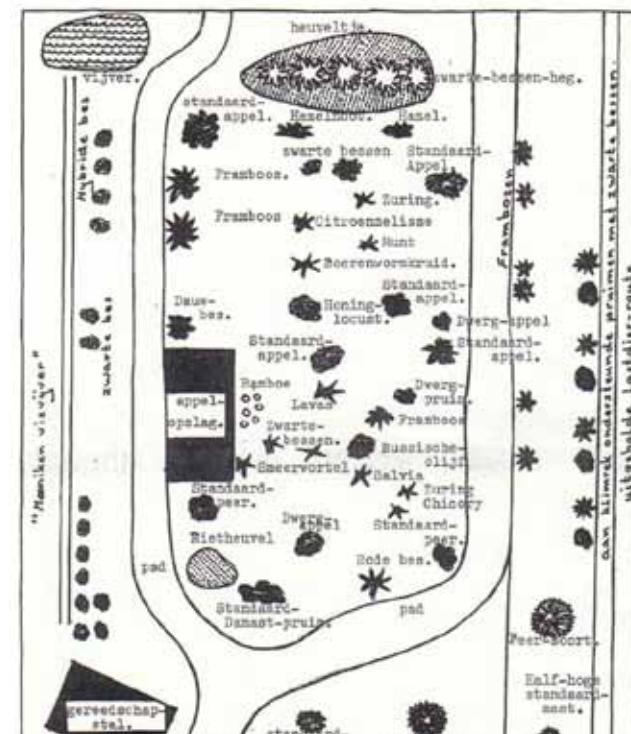 heuveltje.
vijver.
zwarte-bessen-heg.
standaard-
appel.
Hazelnoot.
Hazel.
zwarte bessen
Standaard-
Appel.
Framboos.
Zuring.
Framboos
Citroenmelisse
Munt
Boerenwormkruid.
Hybride bes
Frambozen
Dauw-
bes.
Honing-
locust.
Standaard-
appel.
Dwerg-appel
Standaard-
appel.
Standaard-
appel.
zwarte bes
Bamboe
appel-
opslag.
Lavas
Dwerg-
pruim.
Framboos
Zwarte-
bessen.
Smeerwortel
Russische-
olijf
Salvia
Zuring
Chicory
Standaard-
peer.
Dwerg-
appel
Standaard-
peer.
Rietheuvel
Rode bes.
pad
pad
Standaard-
Damast-pruim.
aan klimrek ondersteunde pruimen met zwarte bessen.
Peer-soort.
Half-hoge
standaard-
gereedschap-
stal.
standaard-